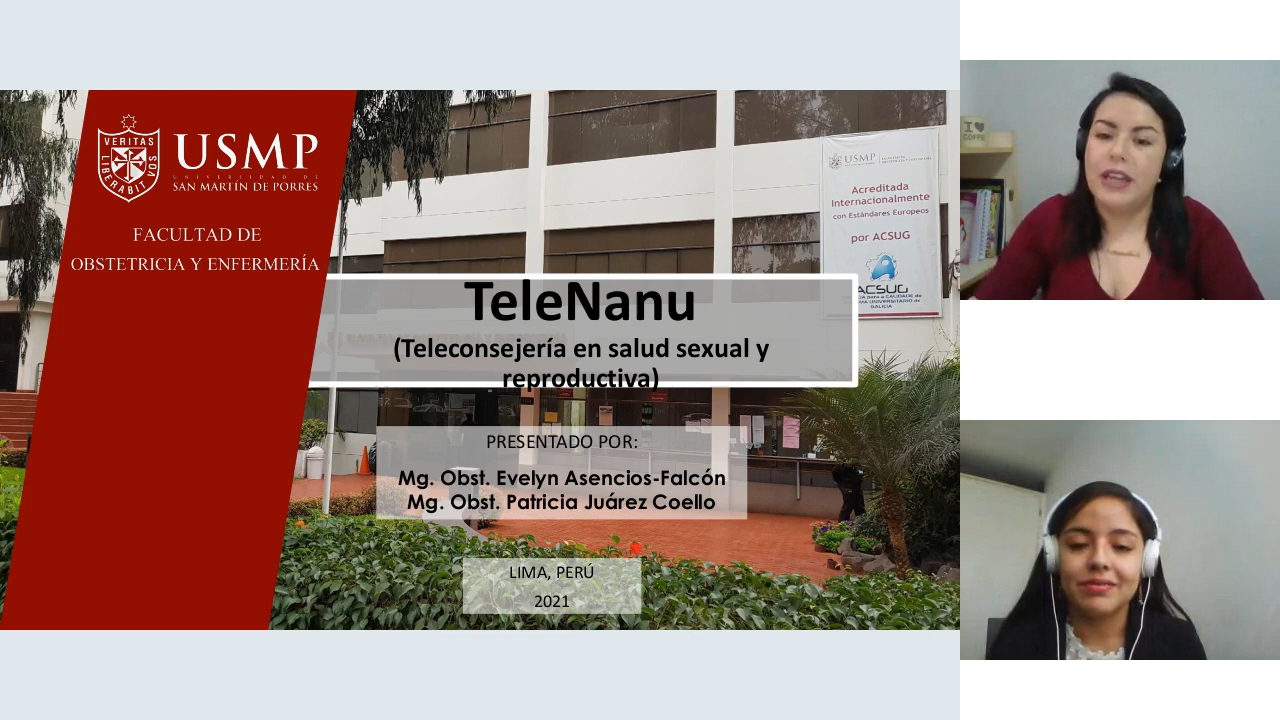 VERITAS
LIBERABIT VOS
USMP
UNIVERSIDAD DE
SAN MARTÍN DE PORRES
FACULTAD DE
OBSTETRICIA Y ENFERMERÍA
USMP
Acreditada
Internacionalmente
con Estándares Europeos
por ACSUG
ACSUG
TeleNanu
(Teleconsejería en salud sexual y
reproductiva)
PRESENTADO POR:
Mg. Obst. Evelyn Asencios-Falcón
Mg. Obst. Patricia Juárez Coello
LIMA, PERÚ
2021
I
COFFEE